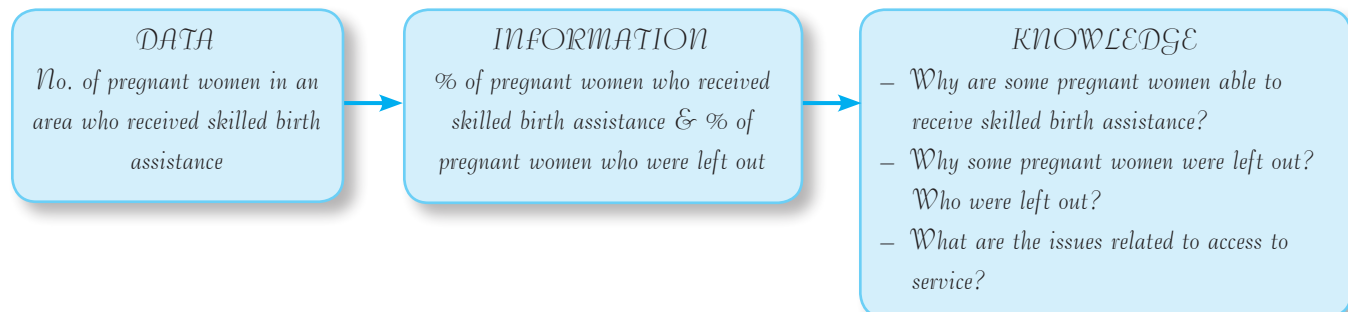 DATA
No. of pregnant women in an
area who received skilled birth
assistance
INFORMATION
% of pregnant women who received
skilled birth assistance & % of
pregnant women who were left out
KNOWLEDGE
– Why are some pregnant women able to
receive skilled birth assistance?
– Why some pregnant women were left out?
Who were left out?
– What are the issues related to access to
service?